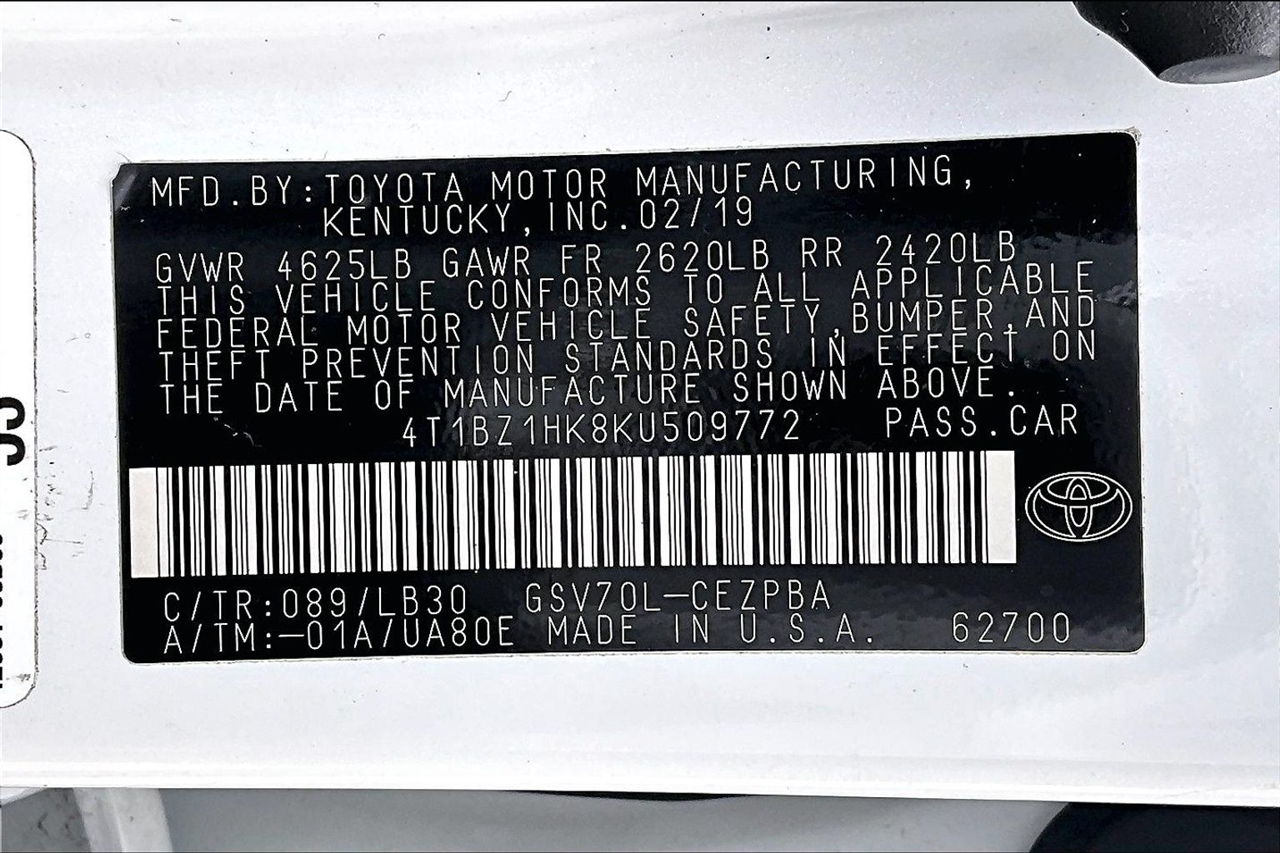 MFD.BY:TOYOTA MOTOR MANUFACTURING,
KENTUCKY,INC.02/19
GVWR 4625LB GAWR FR 2620LB RR 2420LB
THIS VEHICLE CONFORMS TO ALL APPLICABLE
FEDERAL MOTOR VEHICLE SAFETY,BUMPER,AND
THEFT PREVENTION STANDARDS IN EFFECT ON
THE DATE OF MANUFACTURE SHOWN ABOVE.
4T1BZ1HK8KU509772 PASS.CAR
C/TR:089/LB30 GSV70L-CEZPBA
A/TM:-01A/UA80E MADE IN U.S.A. 62700